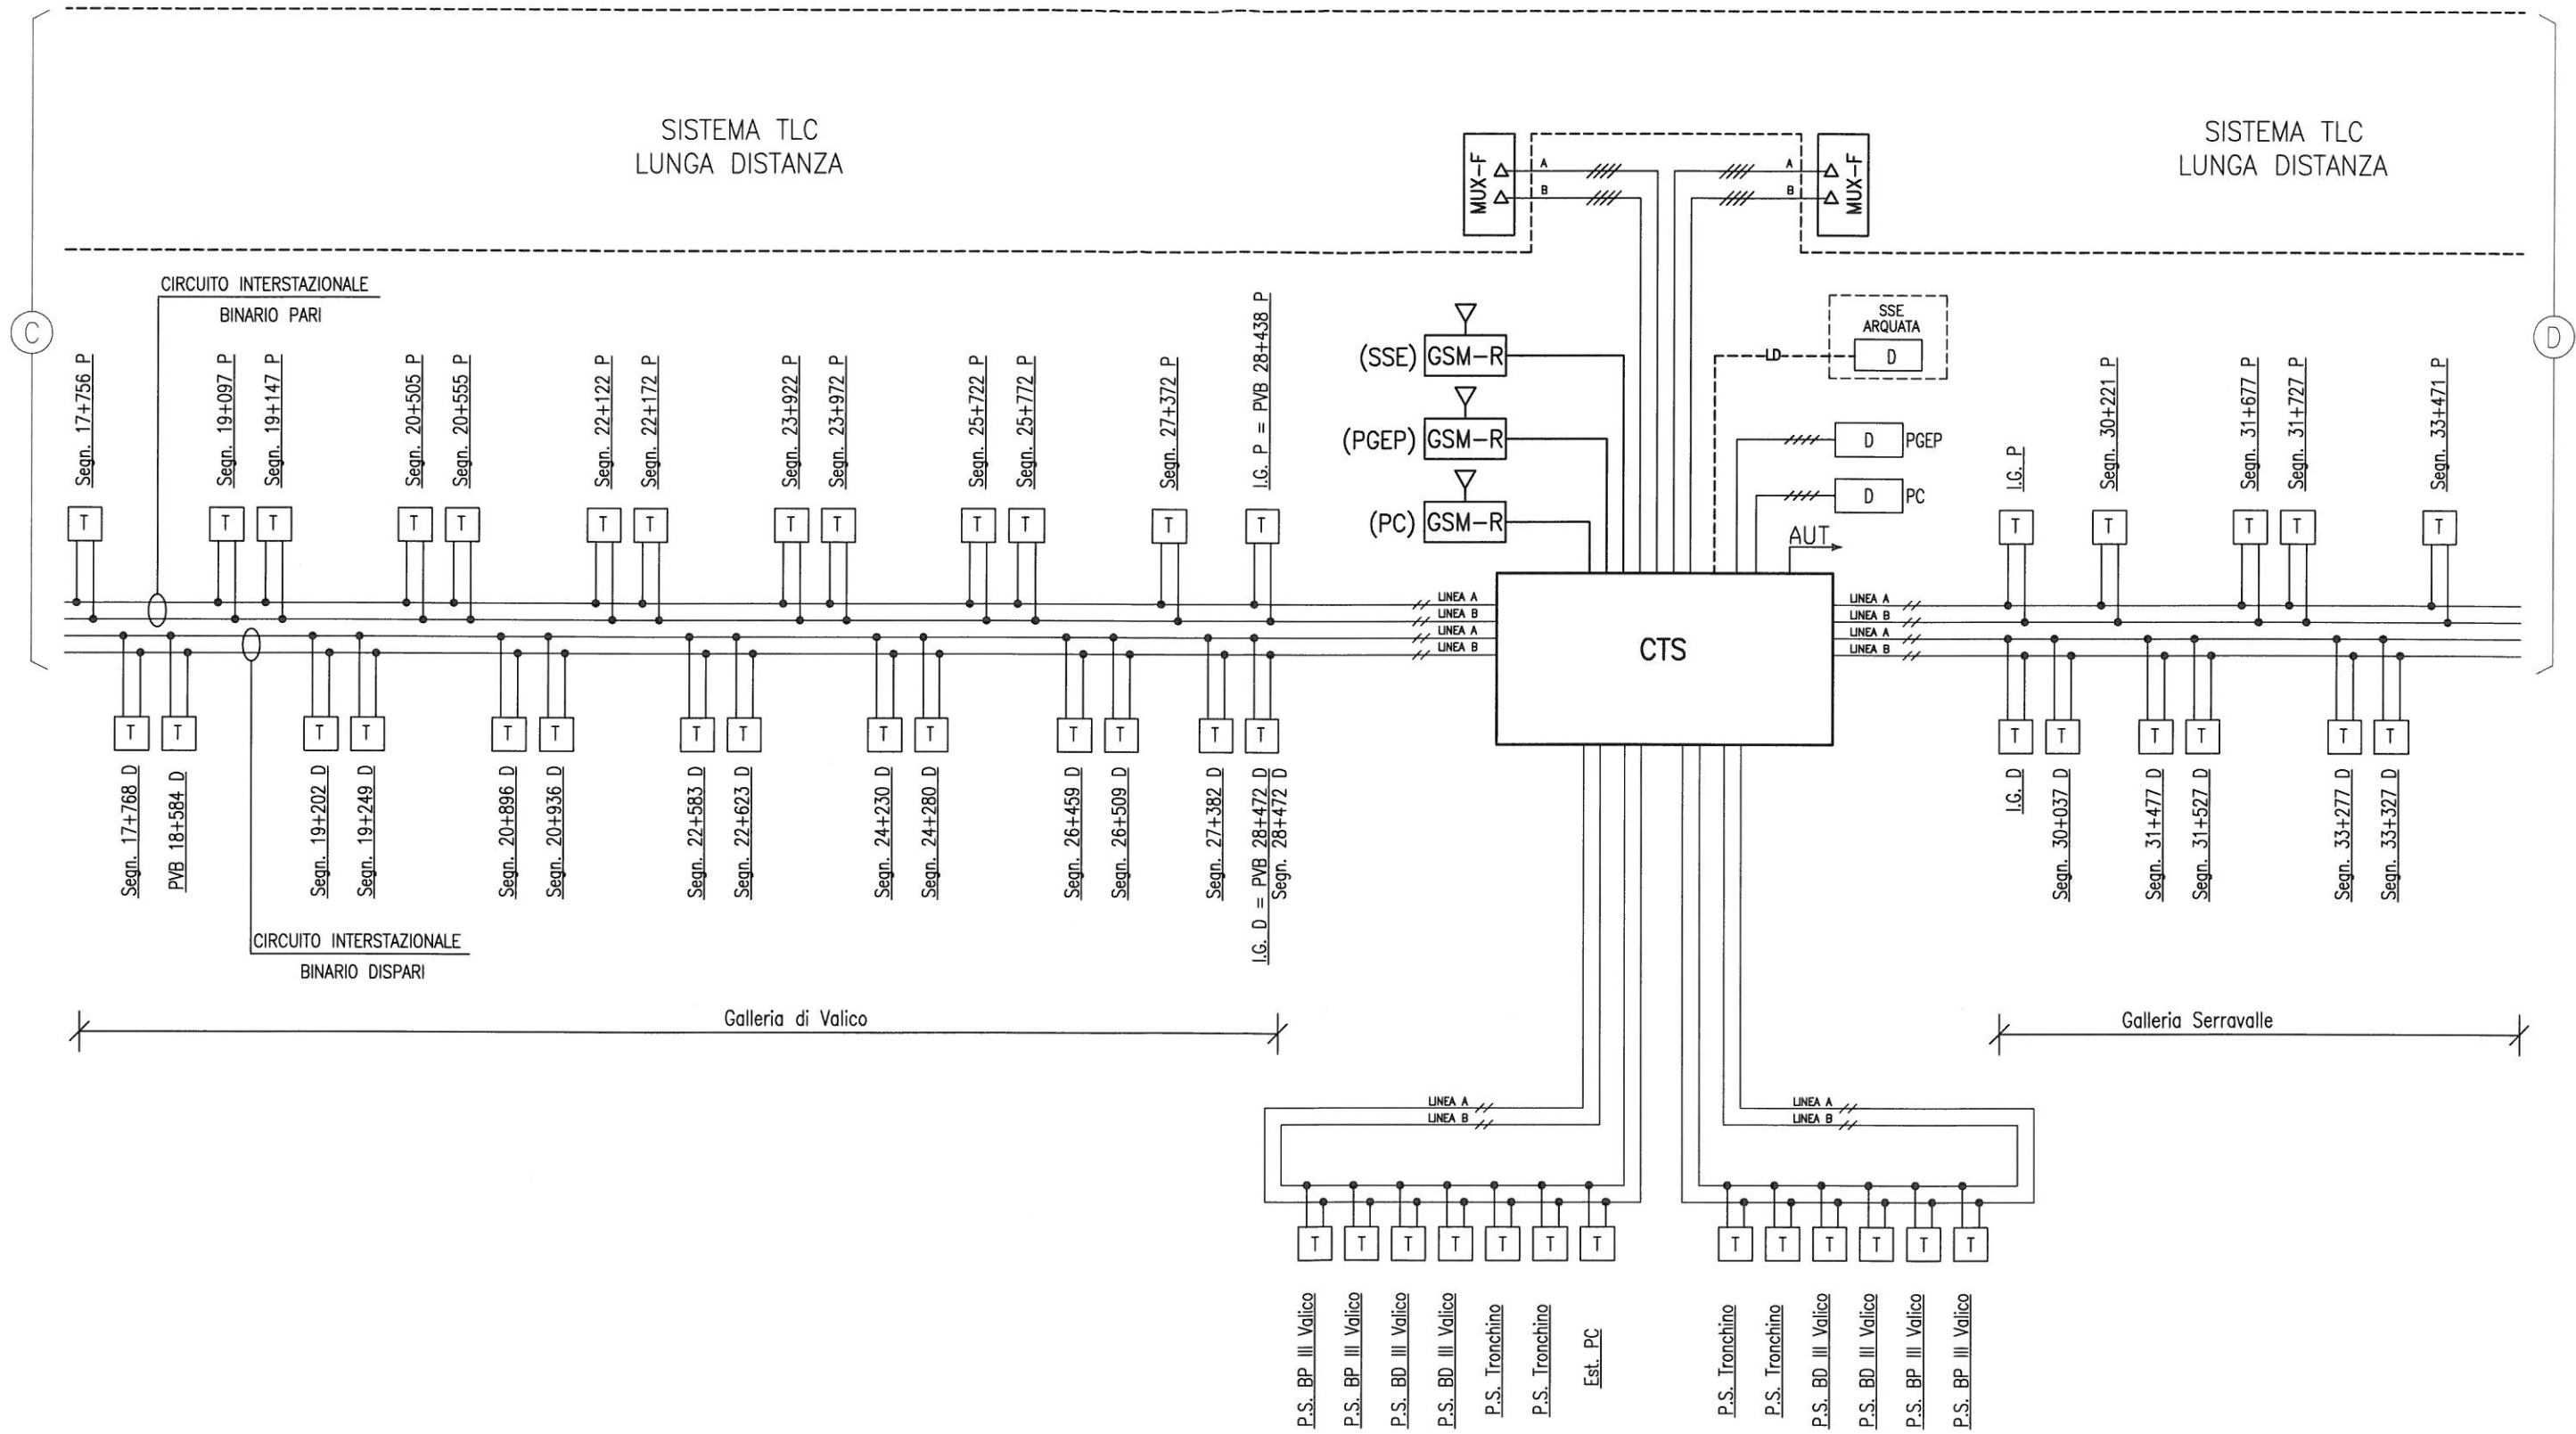 SISTEMA TLC
LUNGA DISTANZA
MUX-F
A
B
A
B
MUX-F
SISTEMA TLC
LUNGA DISTANZA
C
D
CIRCUITO INTERSTAZIONALE
BINARIO PARI
Segn. 17+756 P
Segn. 19+097 P
Segn. 19+147 P
Segn. 20+505 P
Segn. 20+555 P
Segn. 22+122 P
Segn. 22+172 P
Segn. 23+922 P
Segn. 23+972 P
Segn. 25+722 P
Segn. 25+772 P
Segn. 27+372 P
I.G. P = PVB 28+438 P
T
T
T
T
T
T
T
T
T
T
T
T
T
(SSE)
GSM-R
(PGEP)
GSM-R
(PC)
GSM-R
SSE
ARQUATA
D
LD
D
PGEP
D
PC
AUT
I.G. P
Segn. 30+221 P
Segn. 31+677 P
Segn. 31+727 P
Segn. 33+471 P
T
T
T
T
T
LINEA A
LINEA B
LINEA A
LINEA B
CTS
LINEA A
LINEA B
LINEA A
LINEA B
T
T
T
T
T
T
T
T
T
T
T
T
T
T
Segn. 17+768 D
PVB 18+584 D
Segn. 19+202 D
Segn. 19+249 D
Segn. 20+896 D
Segn. 20+936 D
Segn. 22+583 D
Segn. 22+623 D
Segn. 24+230 D
Segn. 24+280 D
Segn. 26+459 D
Segn. 26+509 D
Segn. 27+382 D
I.G. D = PVB 28+472 D
Segn. 28+472 D
T
T
T
T
T
T
I.G. D
Segn. 30+037 D
Segn. 31+477 D
Segn. 31+527 D
Segn. 33+277 D
Segn. 33+327 D
CIRCUITO INTERSTAZIONALE
BINARIO DISPARI
Galleria di Valico
Galleria Serravalle
LINEA A
LINEA B
LINEA A
LINEA B
T
T
T
T
T
T
T
T
T
T
T
T
T
P.S. BP III Valico
P.S. BP III Valico
P.S. BD III Valico
P.S. BD III Valico
P.S. Tronchino
P.S. Tronchino
Est. PC
P.S. Tronchino
P.S. Tronchino
P.S. BD III Valico
P.S. BD III Valico
P.S. BP III Valico
P.S. BP III Valico